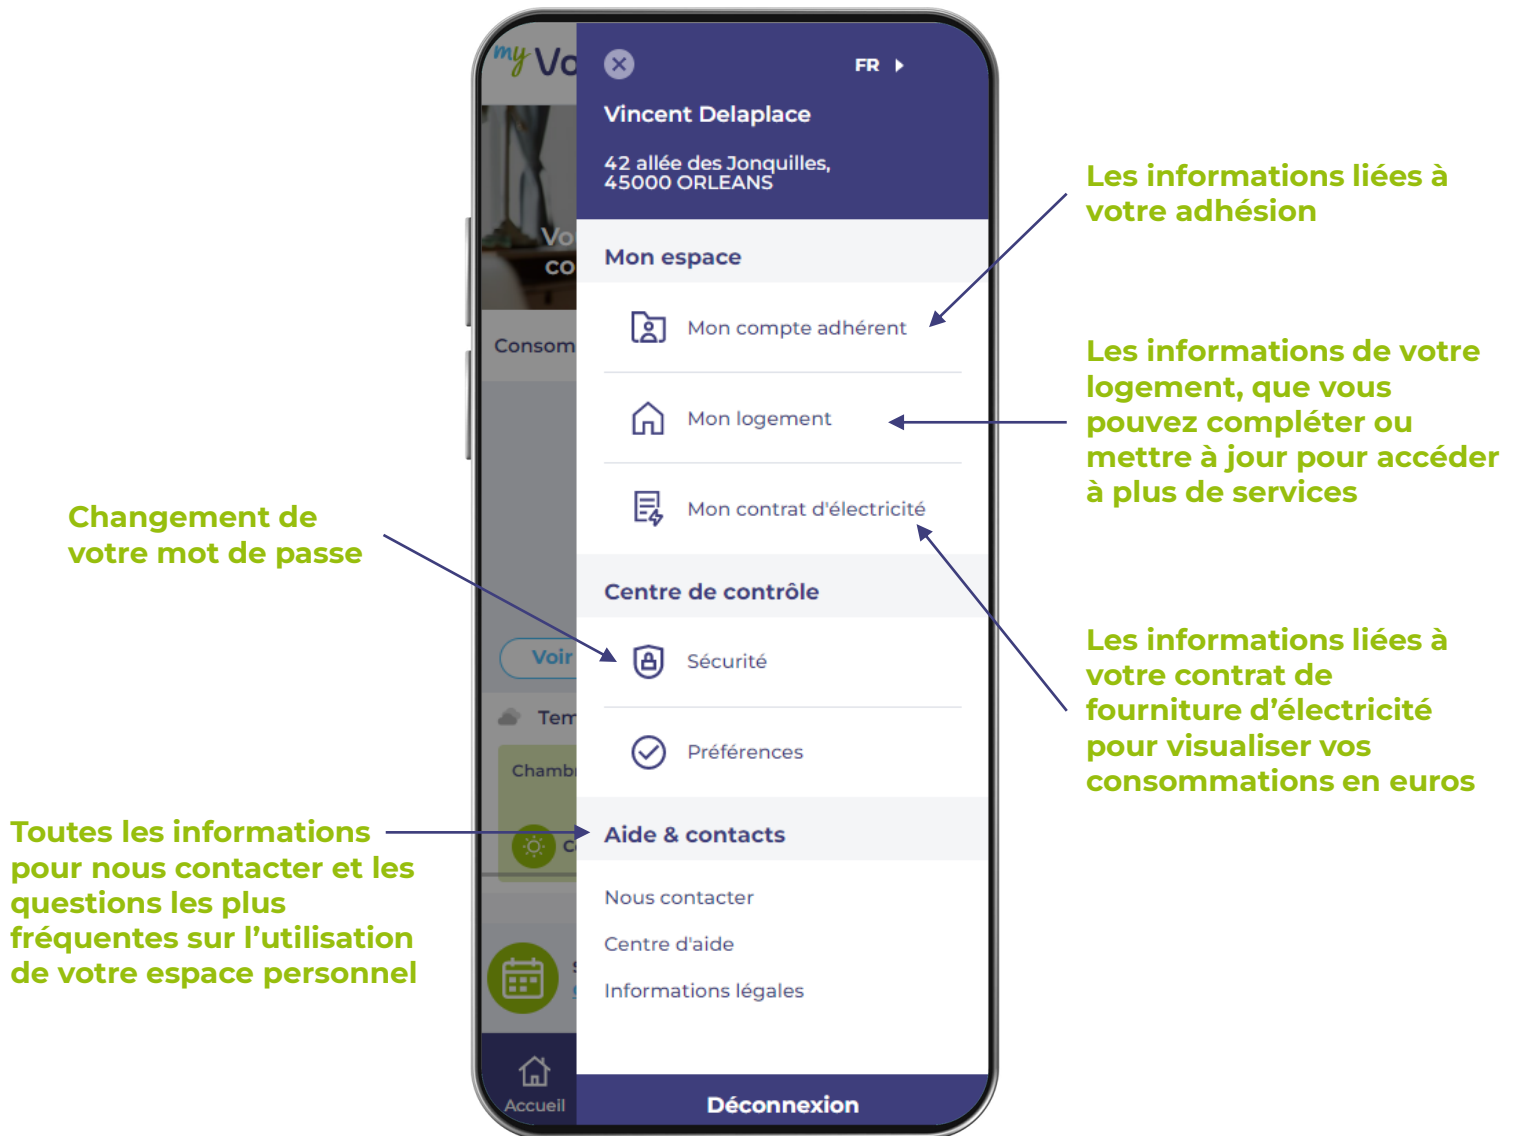 my Vo
FR
Vincent Delaplace
42 allée des Jonquilles,
45000 ORLEANS
Mon espace
Mon compte adhérent
Mon logement
Mon contrat d'électricité
Centre de contrôle
Sécurité
Préférences
Aide & contacts
Nous contacter
Centre d'aide
Informations légales
Déconnexion
Vo
co
Consom
Voir
Tem
Chamb
Accueil
Changement de
votre mot de passe
Toutes les informations
pour nous contacter et les
questions les plus
fréquentes sur l’utilisation
de votre espace personnel
Les informations liées à
votre adhésion
Les informations de votre
logement, que vous
pouvez compléter ou
mettre à jour pour accéder
à plus de services
Les informations liées à
votre contrat de
fourniture d’électricité
pour visualiser vos
consommations en euros